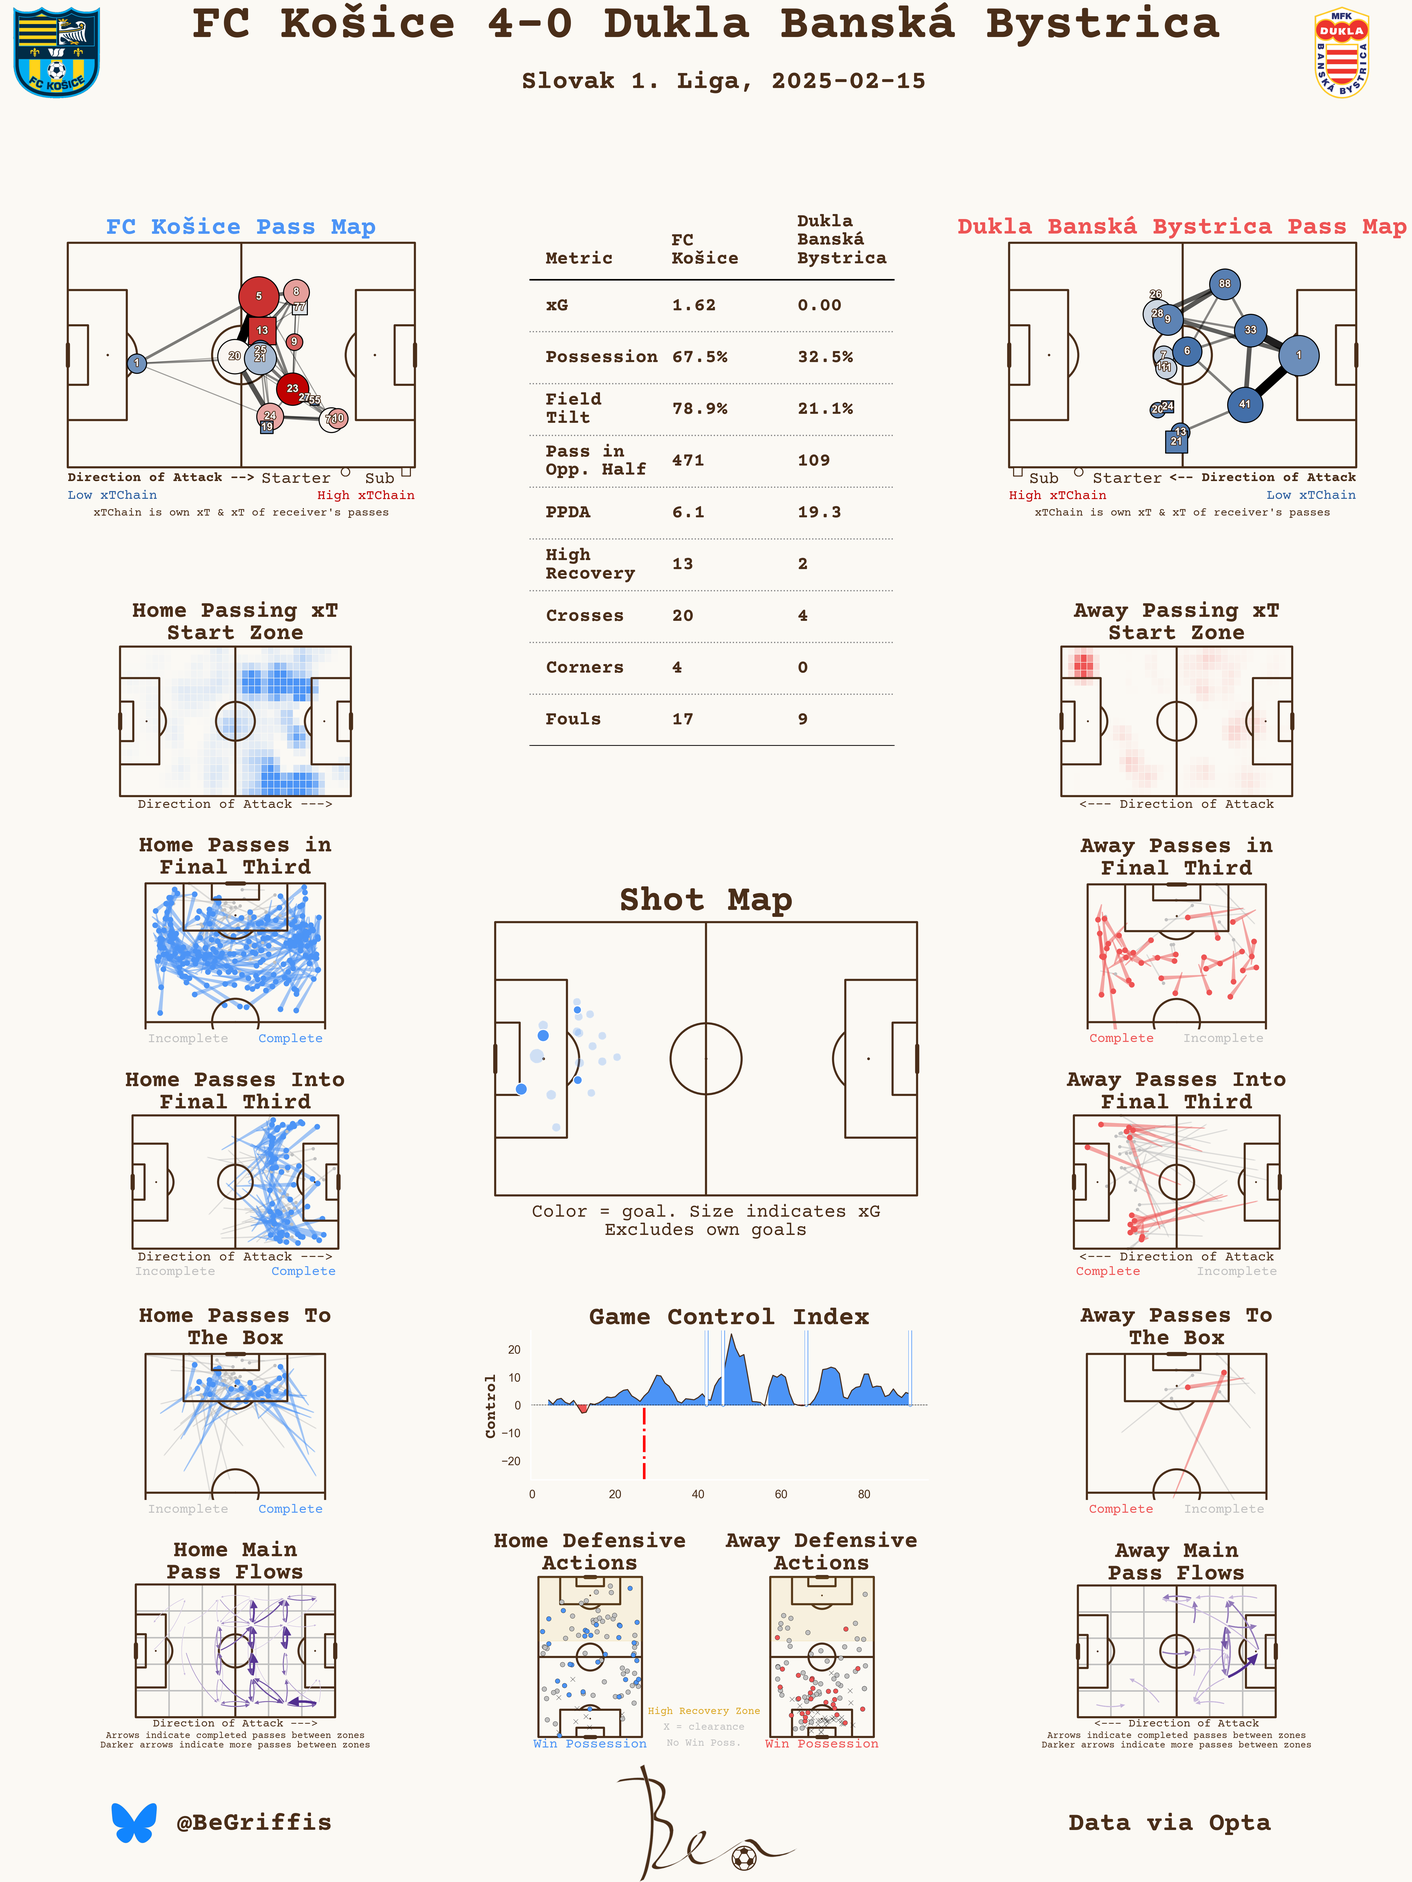 FC Košice 4-0 Dukla Banská Bystrica
Slovak 1. Liga, 2025-02-15
FC KOŠICE
MFK
DUKLA
BANSKÁ BYSTRICA
FC Košice Pass Map
5
8
77
13
9
25
21
20
1
23
27
55
24
19
10
Direction of Attack --> Starter Sub
Low xTChain High xTChain
xTChain is own xT & xT of receiver's passes
Metric FC Košice Dukla Banská Bystrica
xG 1.62 0.00
Possession 67.5% 32.5%
Field Tilt 78.9% 21.1%
Pass in Opp. Half 471 109
PPDA 6.1 19.3
High Recovery 13 2
Crosses 20 4
Corners 4 0
Fouls 17 9
Dukla Banská Bystrica Pass Map
88
26
28
9
33
6
7
11
1
41
20
24
13
21
Sub Starter <-- Direction of Attack
High xTChain Low xTChain
xTChain is own xT & xT of receiver's passes
Home Passing xT
Start Zone
Direction of Attack --->
Away Passing xT
Start Zone
<--- Direction of Attack
Home Passes in
Final Third
Incomplete Complete
Away Passes in
Final Third
Complete Incomplete
Shot Map
Color = goal. Size indicates xG
Excludes own goals
Home Passes Into
Final Third
Direction of Attack --->
Incomplete Complete
Away Passes Into
Final Third
<--- Direction of Attack
Complete Incomplete
Home Passes To
The Box
Incomplete Complete
Game Control Index
Control
20
10
0
−10
−20
0 20 40 60 80
Away Passes To
The Box
Complete Incomplete
Home Main
Pass Flows
Direction of Attack --->
Arrows indicate completed passes between zones
Darker arrows indicate more passes between zones
Home Defensive
Actions
Win Possession
Away Defensive
Actions
Win Possession
High Recovery Zone
X = clearance
No Win Poss.
Away Main
Pass Flows
<--- Direction of Attack
Arrows indicate completed passes between zones
Darker arrows indicate more passes between zones
@BeGriffis
Ben
Data via Opta